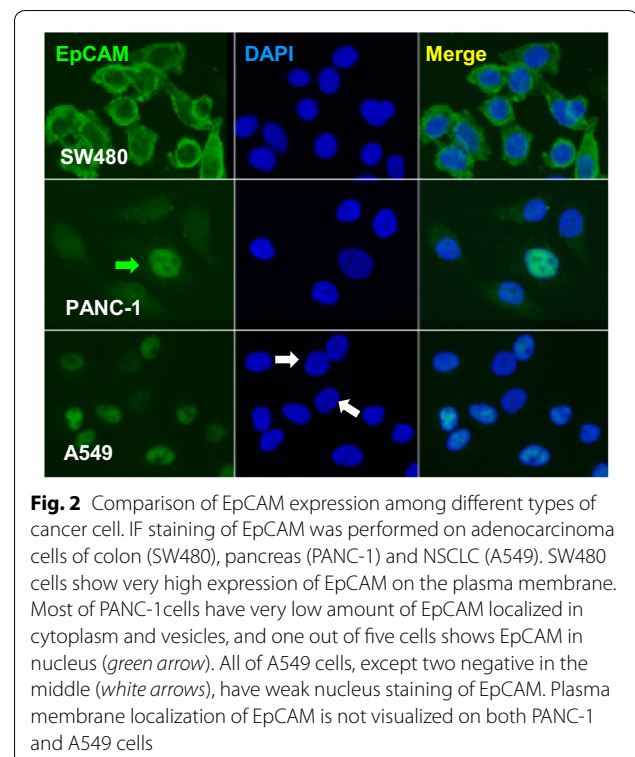 EpCAM DAPI Merge
SW480
PANC-1
A549
Fig. 2 Comparison of EpCAM expression among different types of
cancer cell. IF staining of EpCAM was performed on adenocarcinoma
cells of colon (SW480), pancreas (PANC-1) and NSCLC (A549). SW480
cells show very high expression of EpCAM on the plasma membrane.
Most of PANC-1cells have very low amount of EpCAM localized in
cytoplasm and vesicles, and one out of five cells shows EpCAM in
nucleus (green arrow). All of A549 cells, except two negative in the
middle (white arrows), have weak nucleus staining of EpCAM. Plasma
membrane localization of EpCAM is not visualized on both PANC-1
and A549 cells